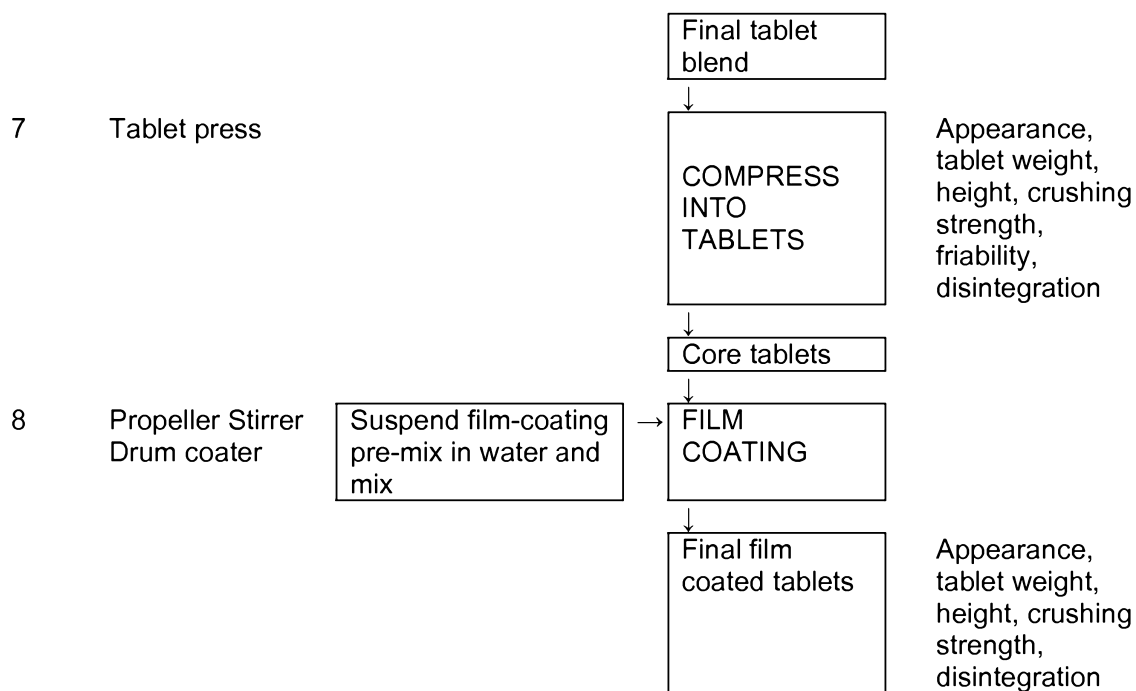 Final tablet
blend
↓
7 Tablet press
COMPRESS
INTO
TABLETS
Appearance,
tablet weight,
height, crushing
strength,
friability,
disintegration
↓
Core tablets
↓
8 Propeller Stirrer
Drum coater
Suspend film-coating
pre-mix in water and
mix
→
FILM
COATING
↓
Final film
coated tablets
Appearance,
tablet weight,
height, crushing
strength,
disintegration